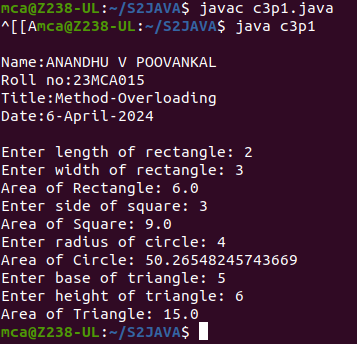 mca@Z238-UL:~/S2JAVA$ javac c3p1.java
^[[Amca@Z238-UL:~/S2JAVA$ java c3p1
Name:ANANDHU V POOVANKAL
Roll no:23MCA015
Title:Method-Overloading
Date:6-April-2024
Enter length of rectangle: 2
Enter width of rectangle: 3
Area of Rectangle: 6.0
Enter side of square: 3
Area of Square: 9.0
Enter radius of circle: 4
Area of Circle: 50.26548245743669
Enter base of triangle: 5
Enter height of triangle: 6
Area of Triangle: 15.0
mca@Z238-UL:~/S2JAVA$